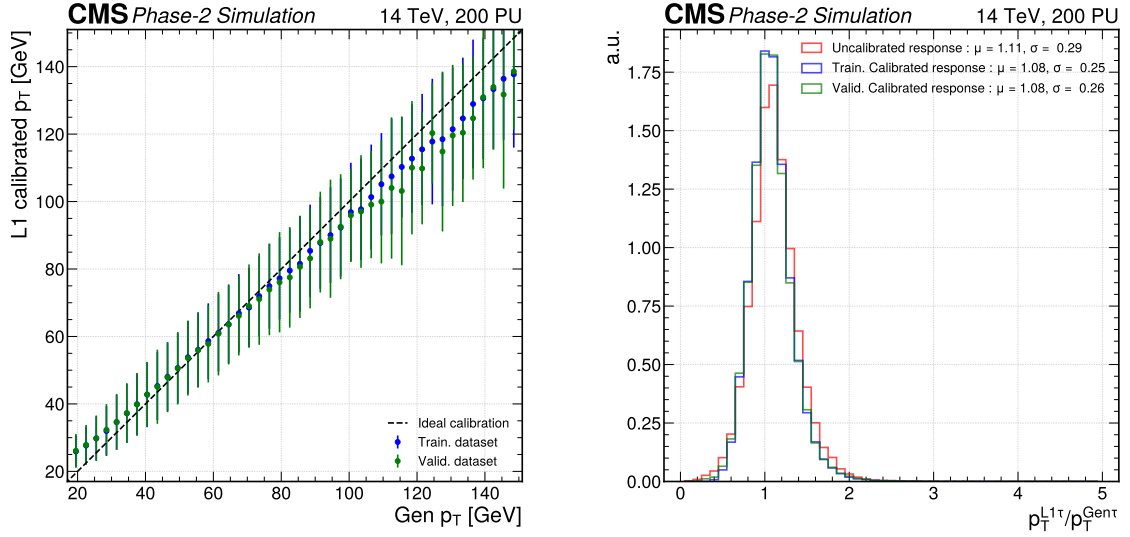 CMS Phase-2 Simulation 14 TeV, 200 PU
L1 calibrated pT [GeV]
140
120
100
80
60
40
20
Ideal calibration
Train. dataset
Valid. dataset
20 40 60 80 100 120 140
Gen pT [GeV]
CMS Phase-2 Simulation 14 TeV, 200 PU
a.u.
Uncalibrated response : μ = 1.11, σ = 0.29
Train. Calibrated response : μ = 1.08, σ = 0.25
Valid. Calibrated response : μ = 1.08, σ = 0.26
1.75
1.50
1.25
1.00
0.75
0.50
0.25
0.00
0 1 2 3 4 5
pT^L1τ/pT^Genτ